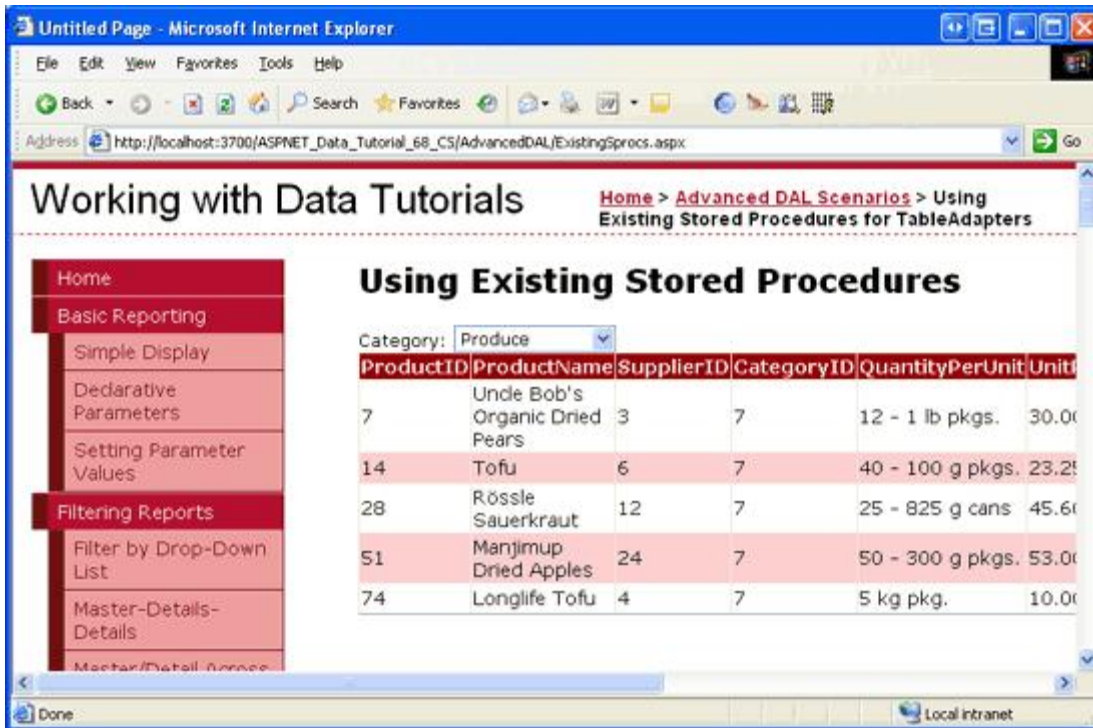 Untitled Page - Microsoft Internet Explorer
File Edit View Favorites Tools Help
Back Search Favorites
Address http://localhost:3700/ASPNET_Data_Tutorial_68_CS/AdvancedDAL/ExistingSprocs.aspx Go
Working with Data Tutorials
Home > Advanced DAL Scenarios > Using
Existing Stored Procedures for TableAdapters
Home
Basic Reporting
Simple Display
Declarative
Parameters
Setting Parameter
Values
Filtering Reports
Filter by Drop-Down
List
Master-Details-
Details
Master/Detail Across
Using Existing Stored Procedures
Category: Produce
ProductID ProductName SupplierID CategoryID QuantityPerUnit
7 Uncle Bob's Organic Dried Pears 3 7 12 - 1 lb pkgs. 30.00
14 Tofu 6 7 40 - 100 g pkgs. 23.25
28 Rössle Sauerkraut 12 7 25 - 825 g cans 45.60
51 Manjimup Dried Apples 24 7 50 - 300 g pkgs. 53.00
74 Longlife Tofu 4 7 5 kg pkg. 10.00
Done
Local intranet